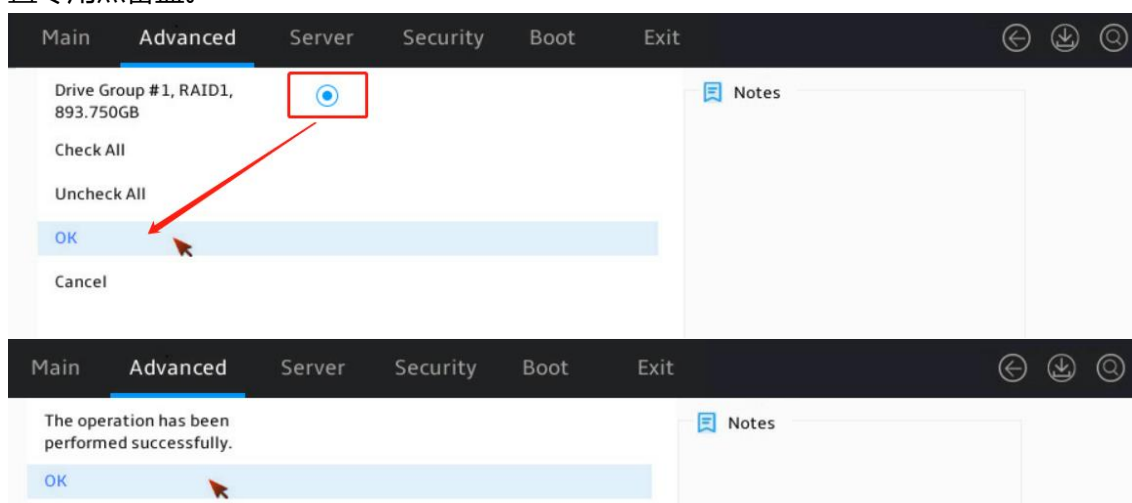 Main Advanced Server Security Boot Exit
Drive Group #1, RAID1,
893.750GB
Notes
Check All
Uncheck All
OK
Cancel
Main Advanced Server Security Boot Exit
The operation has been
performed successfully.
Notes
OK